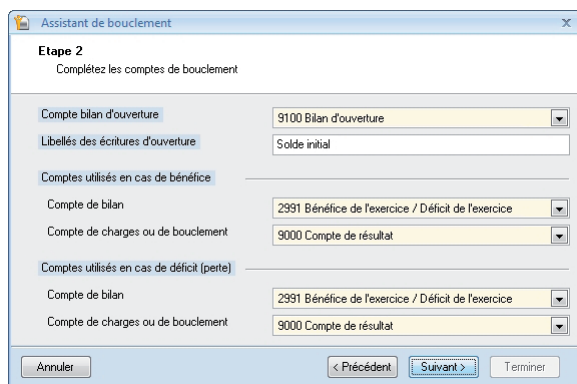 Assistant de bouclement
Etape 2
Complétez les comptes de bouclement
Compte bilan d'ouverture
9100 Bilan d'ouverture
Libellés des écritures d'ouverture
Solde initial
Comptes utilisés en cas de bénéfice
Compte de bilan
2991 Bénéfice de l'exercice / Déficit de l'exercice
Compte de charges ou de bouclement
9000 Compte de résultat
Comptes utilisés en cas de déficit (perte)
Compte de bilan
2991 Bénéfice de l'exercice / Déficit de l'exercice
Compte de charges ou de bouclement
9000 Compte de résultat
Annuler
< Précédent
Suivant >
Terminer